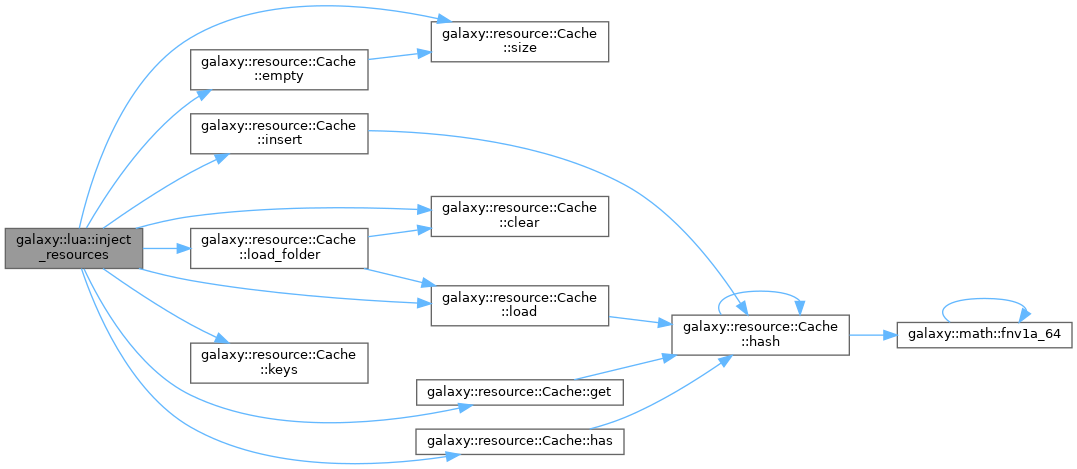 galaxy::resource::Cache
::size
galaxy::resource::Cache
::empty
galaxy::resource::Cache
::insert
galaxy::resource::Cache
::clear
galaxy::lua::inject
_resources
galaxy::resource::Cache
::load_folder
galaxy::resource::Cache
::load
galaxy::resource::Cache
::hash
galaxy::math::fnv1a_64
galaxy::resource::Cache
::keys
galaxy::resource::Cache::get
galaxy::resource::Cache::has